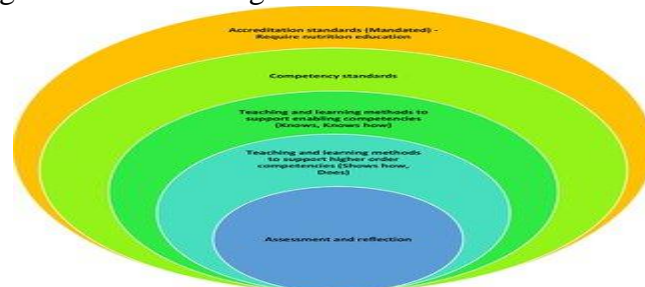 Accreditation standards (Mandated) -
Require nutrition education
Competency standards
Teaching and learning methods to
support enabling competencies
(Knows, Knows how)
Teaching and learning methods
to support higher order
competencies (Shows how,
Does)
Assessment and reflection